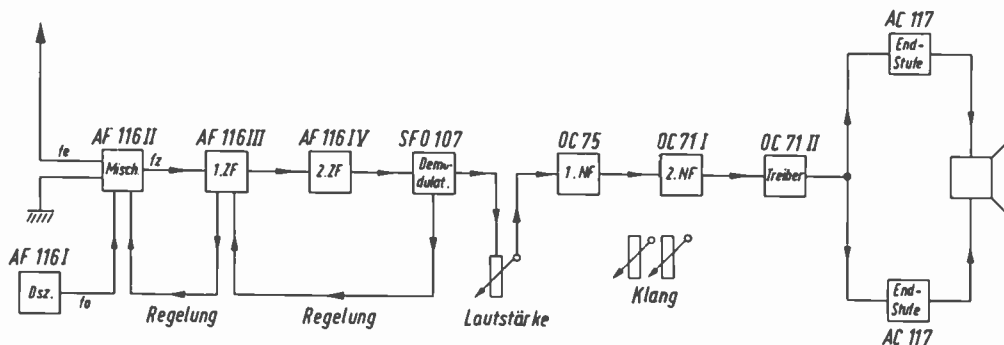 AC 117
End-
Stufe
AF 116 II
AF 116 III
AF 116 IV
SFO 107
OC 75
OC 71 I
OC 71 II
fe
Misch.
fz
1. ZF
2. ZF
Demo-
dulat.
1. NF
2. NF
Treiber
AF 116 I
Osz.
fo
Regelung
Regelung
Lautstärke
Klang
End-
Stufe
AC 117